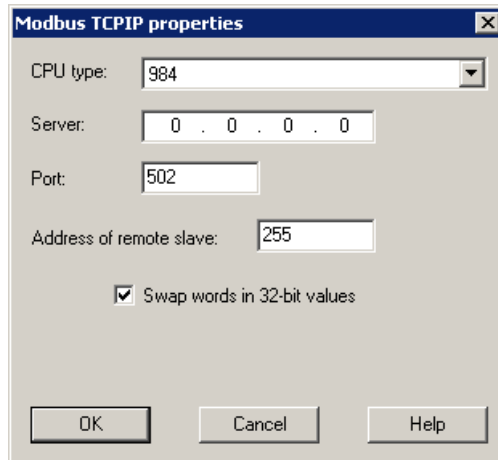 Modbus TCPIP properties
CPU type: 984
Server: 0 . 0 . 0 . 0
Port: 502
Address of remote slave: 255
Swap words in 32-bit values
OK Cancel Help